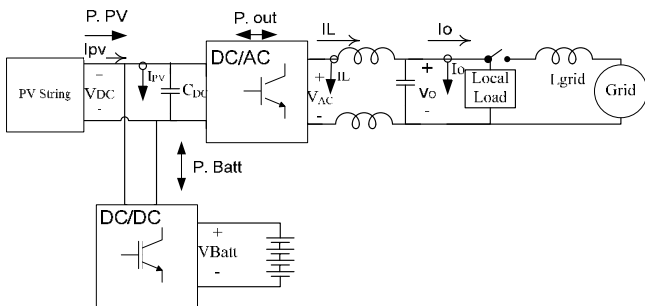 P. PV
P. out
IL
Io
Ipv
DC/AC
PV String
–
VDC
-
IPV
CDC
+
IL
VAC
-
+
vo
-
Io
Local
Load
Lgrid
Grid
P. Batt
DC/DC
+
VBatt
-